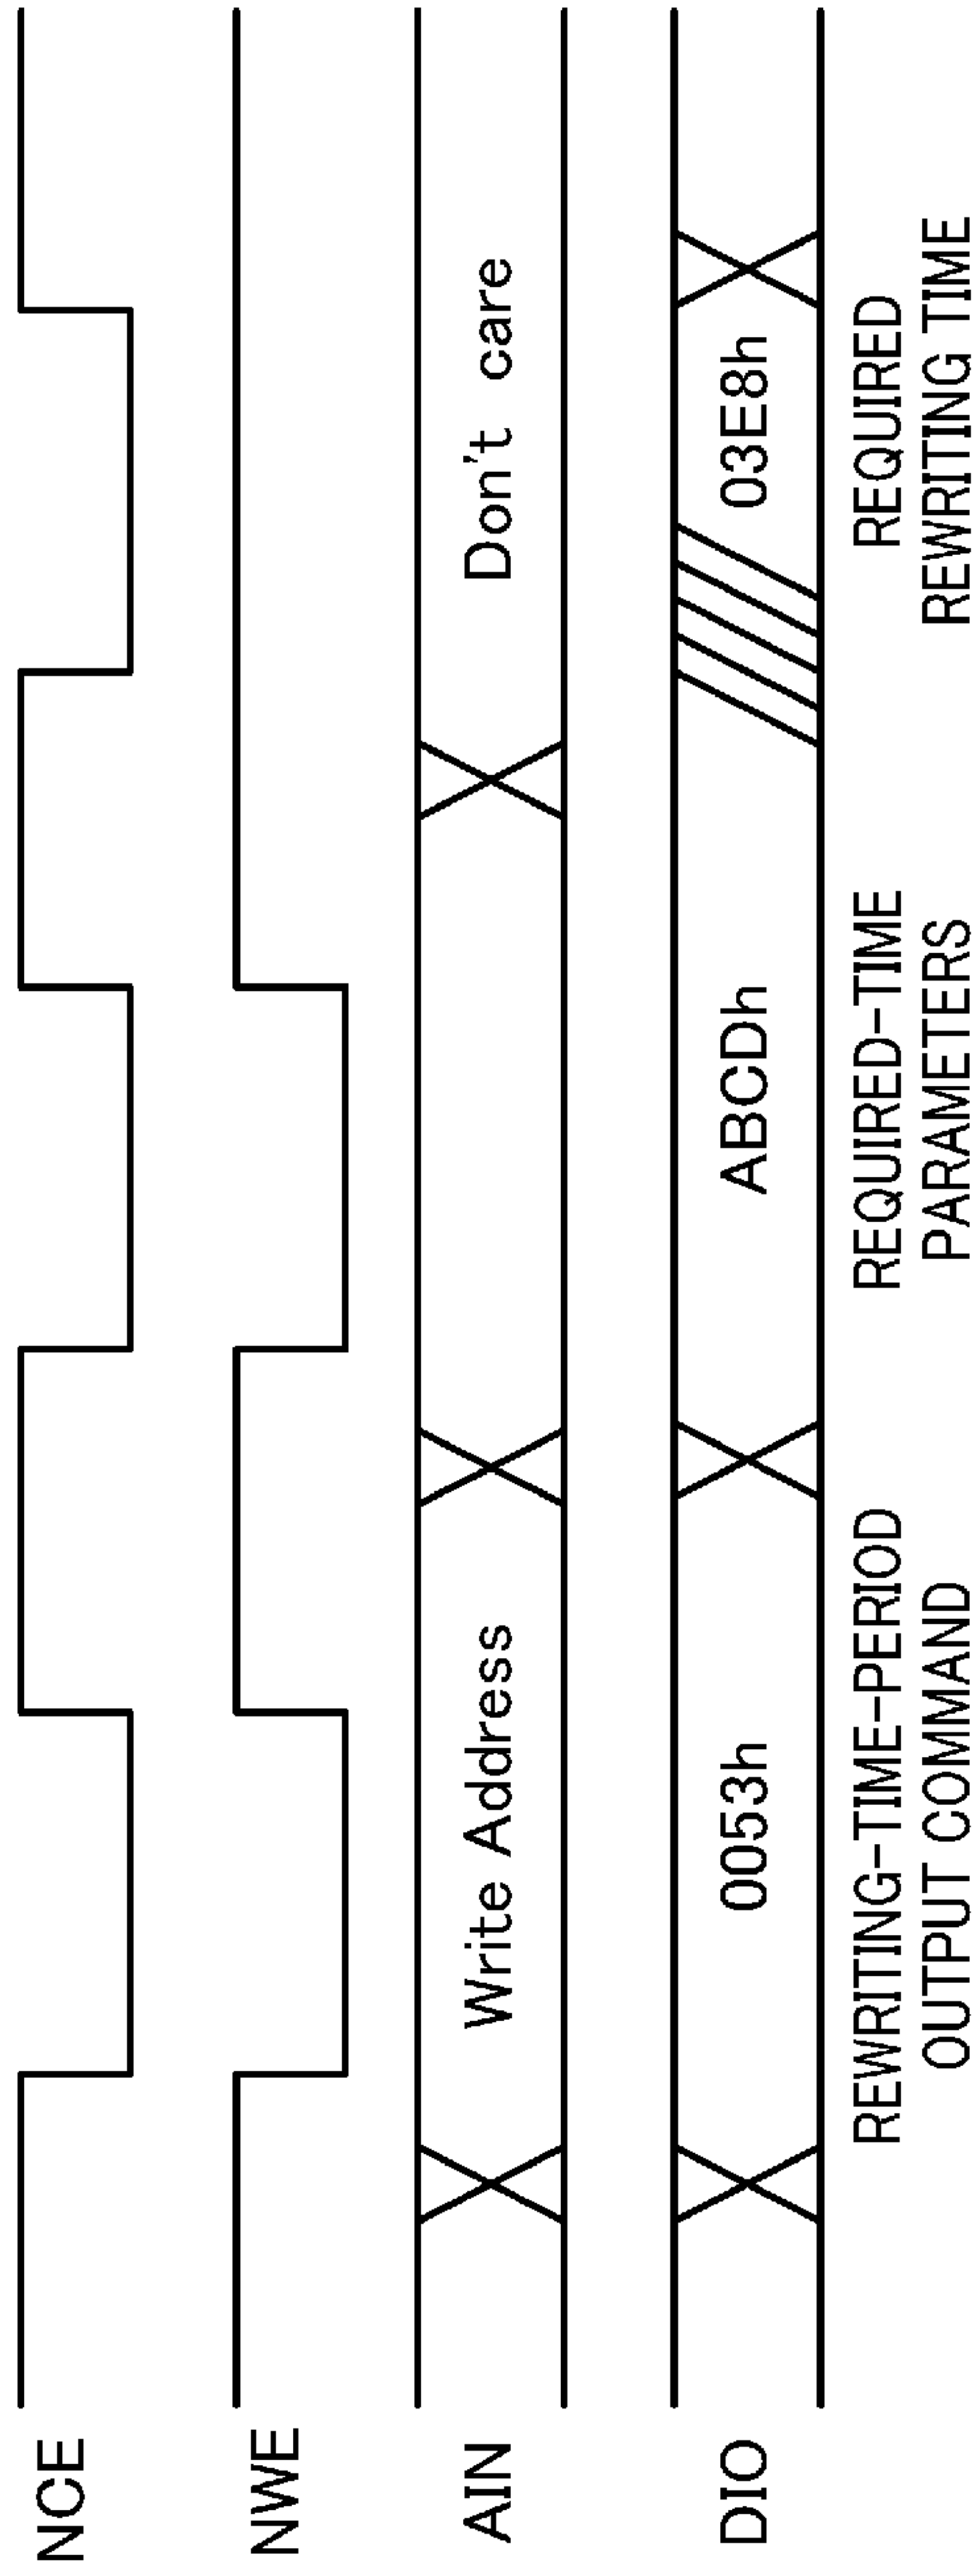 NCE
NWE
AIN
Write Address
Don't care
DIO
0053h
ABCDh
03E8h
REWRITING-TIME-PERIOD
OUTPUT COMMAND
REQUIRED-TIME
PARAMETERS
REQUIRED
REWRITING TIME